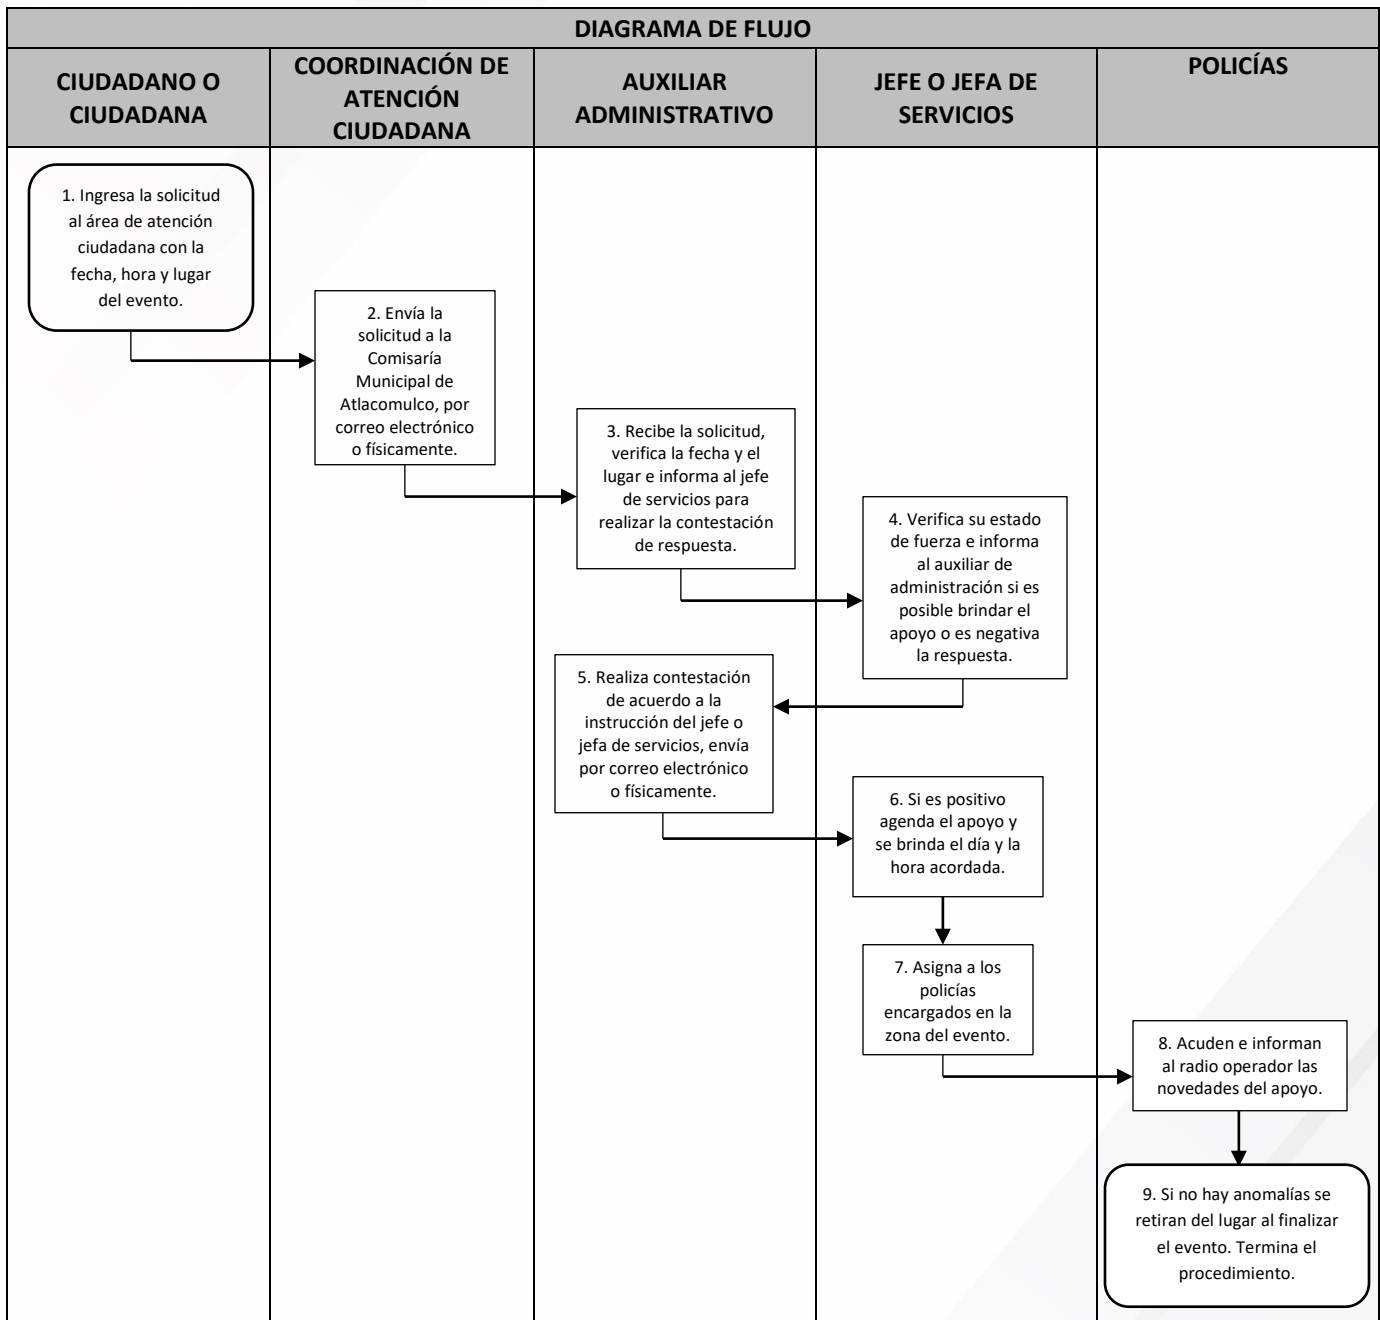 DIAGRAMA DE FLUJO
CIUDADANO O
CIUDADANA
COORDINACIÓN DE
ATENCIÓN
CIUDADANA
AUXILIAR
ADMINISTRATIVO
JEFE O JEFA DE
SERVICIOS
POLICÍAS
1. Ingresa la solicitud
al área de atención
ciudadana con la
fecha, hora y lugar
del evento.
2. Envía la
solicitud a la
Comisaría
Municipal de
Atlacomulco, por
correo electrónico
o físicamente.
3. Recibe la solicitud,
verifica la fecha y el
lugar e informa al jefe
de servicios para
realizar la contestación
de respuesta.
4. Verifica su estado
de fuerza e informa
al auxiliar de
administración si es
posible brindar el
apoyo o es negativa
la respuesta.
5. Realiza contestación
de acuerdo a la
instrucción del jefe o
jefa de servicios, envía
por correo electrónico
o físicamente.
6. Si es positivo
agenda el apoyo y
se brinda el día y la
hora acordada.
7. Asigna a los
policías
encargados en la
zona del evento.
8. Acuden e informan
al radio operador las
novedades del apoyo.
9. Si no hay anomalías se
retiran del lugar al finalizar
el evento. Termina el
procedimiento.